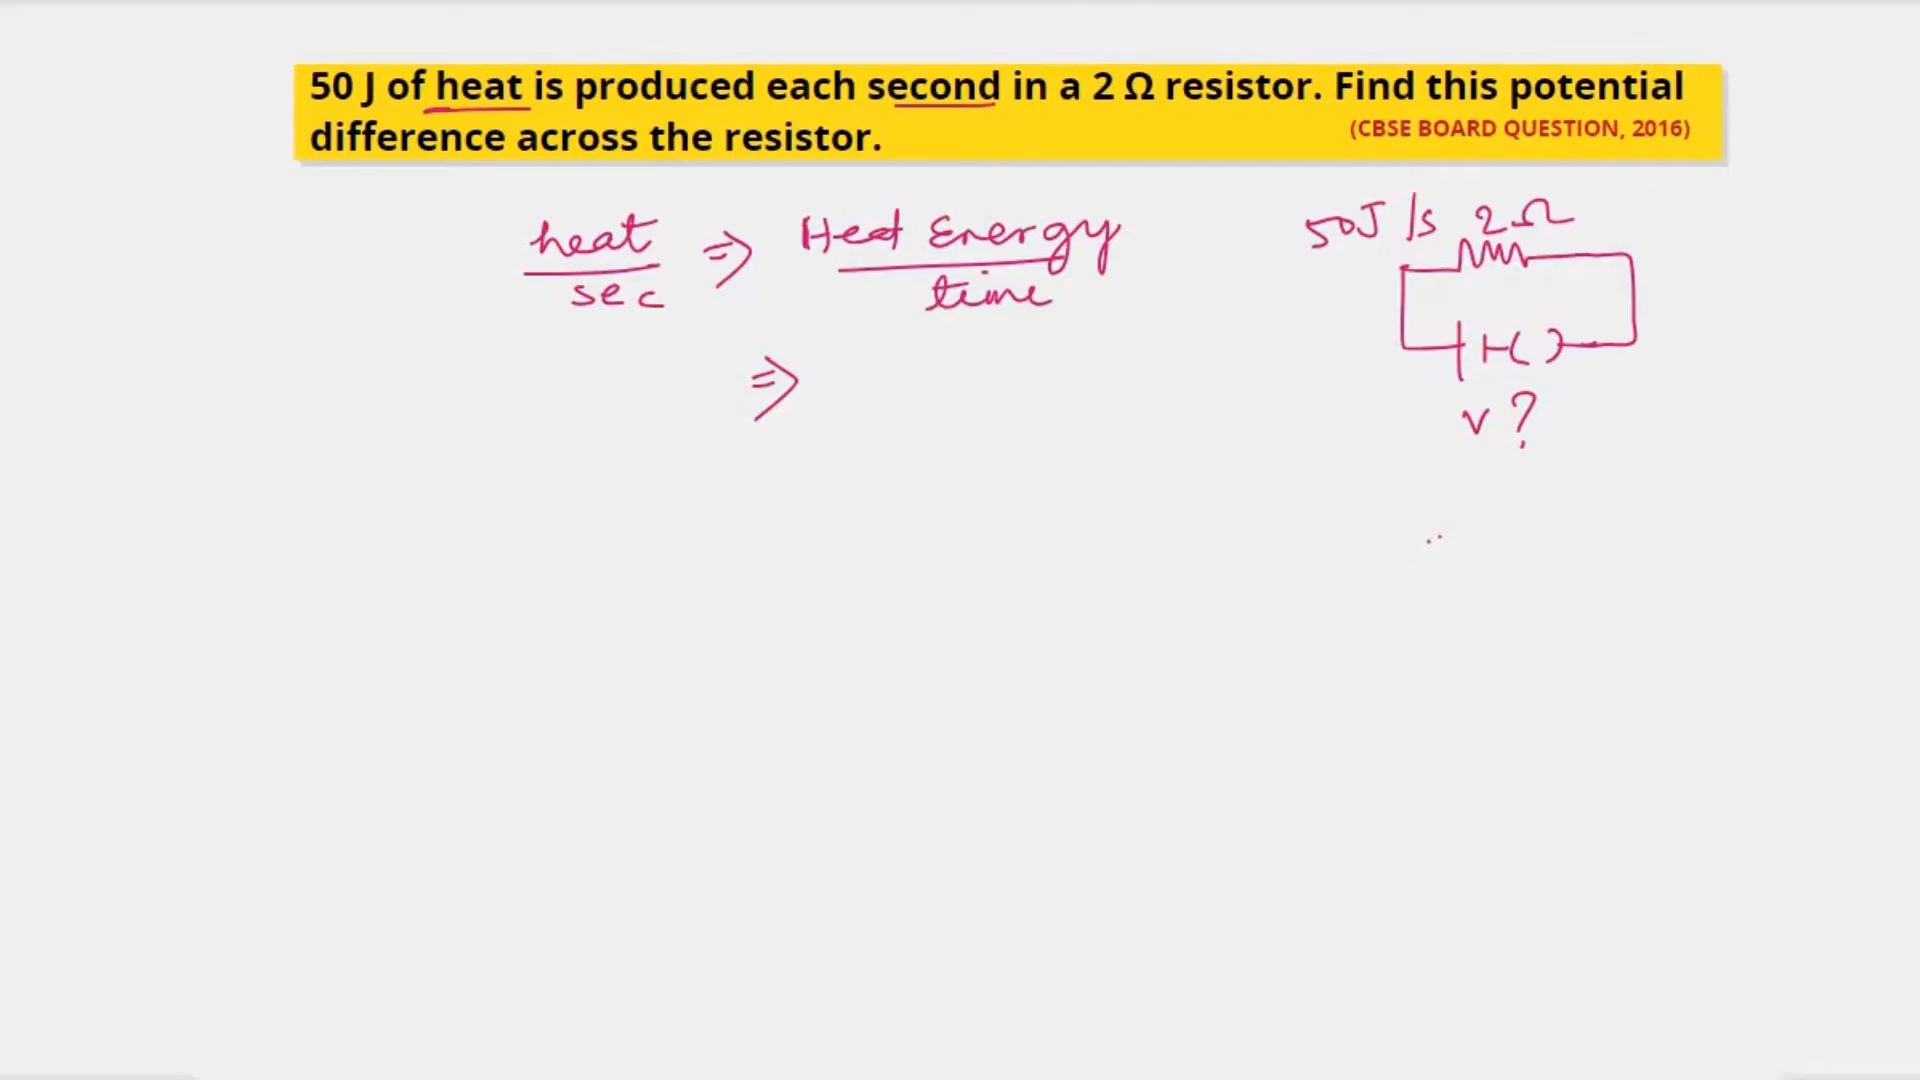 50 J of heat is produced each second in a 2 Ω resistor. Find this potential
difference across the resistor.
(CBSE BOARD QUESTION, 2016)
heat
sec
⇒
Heat Energy
time
⇒
50J/s 2Ω
V ?